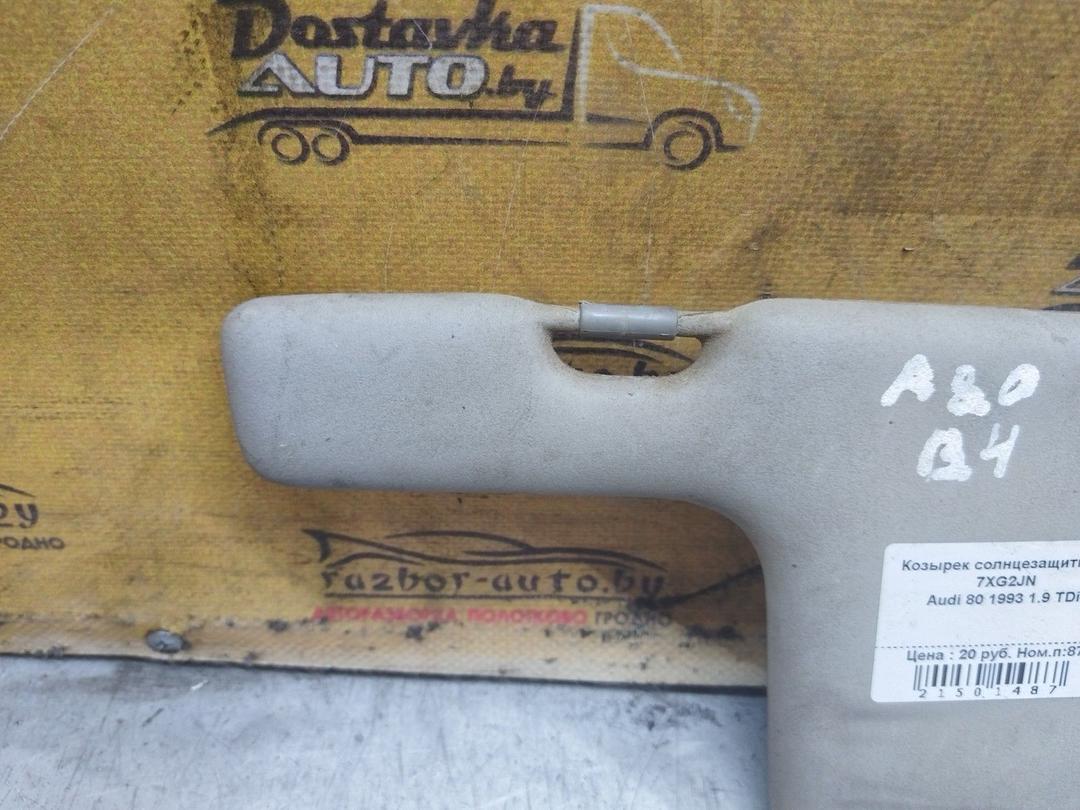 Dostavka
AUTO.by
A80
B4
razbor-auto.by
АВТОРАЗБОРКА ПОЛОТКОВО ГРОДНО
РОДНО
Козырек солнцезащитн
7XG2JN
Audi 80 1993 1.9 TDi
Цена : 20 руб. Ном.п:87
21501487